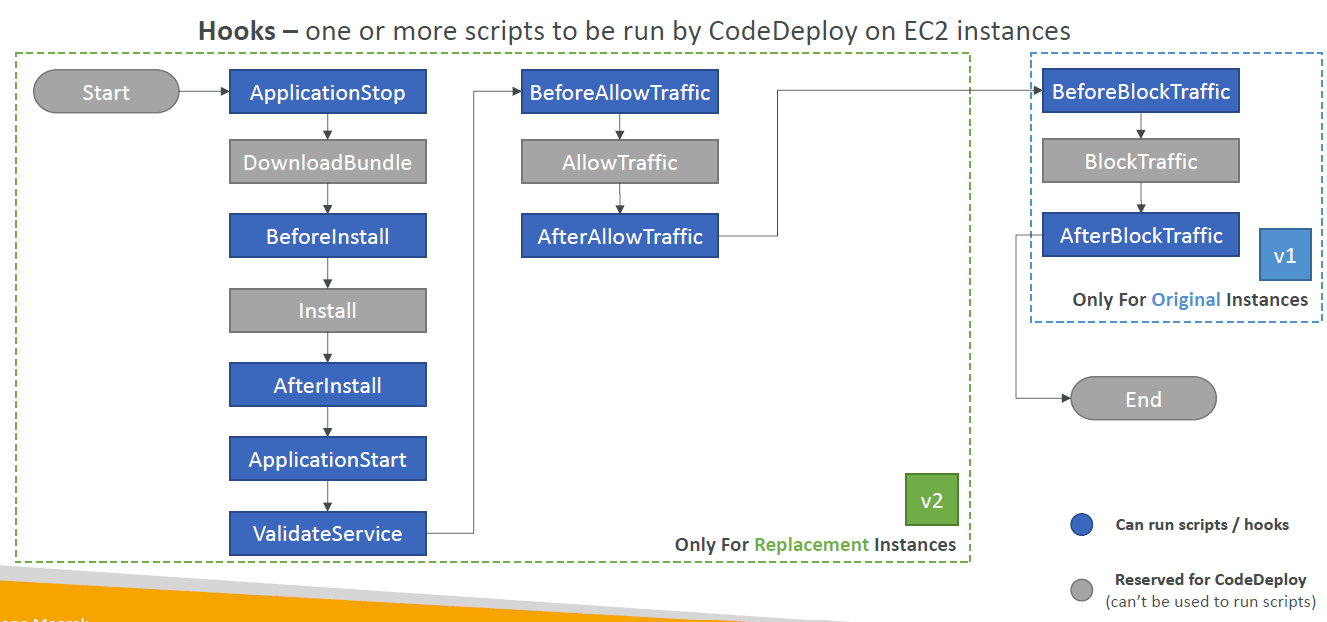 Hooks – one or more scripts to be run by CodeDeploy on EC2 instances
Start
ApplicationStop
DownloadBundle
BeforeInstall
Install
AfterInstall
ApplicationStart
ValidateService
BeforeAllowTraffic
AllowTraffic
AfterAllowTraffic
v2
Only For Replacement Instances
BeforeBlockTraffic
BlockTraffic
AfterBlockTraffic
v1
Only For Original Instances
End
Can run scripts / hooks
Reserved for CodeDeploy
(can’t be used to run scripts)